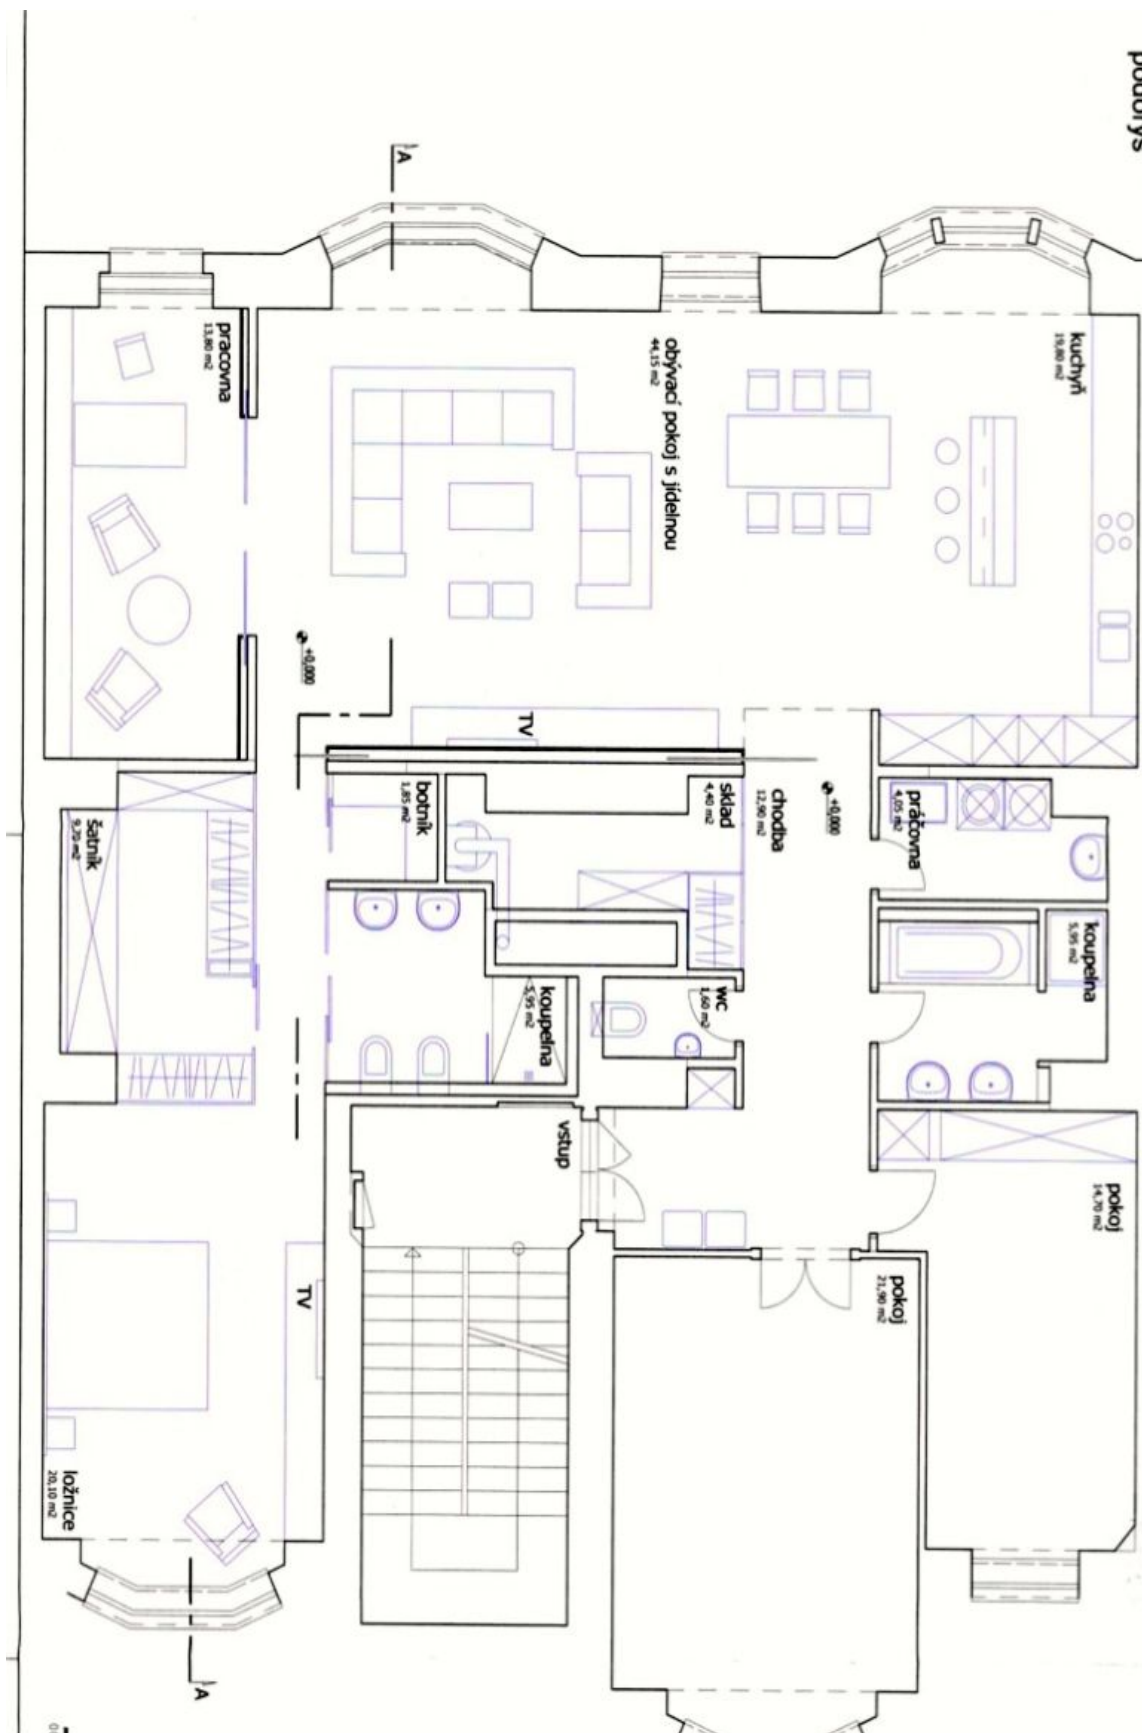 podorys
A
kuchyň
19,80 m2
obývací pokoj s jídelnou
44,15 m2
pracovna
13,80 m2
+0,000
TV
+0,000
práčovna
4,05 m2
chodba
12,90 m2
sklad
4,40 m2
botník
1,85 m2
šatník
9,70 m2
koupelna
5,95 m2
wc
1,60 m2
koupelna
5,95 m2
vstup
pokoj
14,70 m2
pokoj
21,90 m2
TV
ložnice
20,10 m2
A